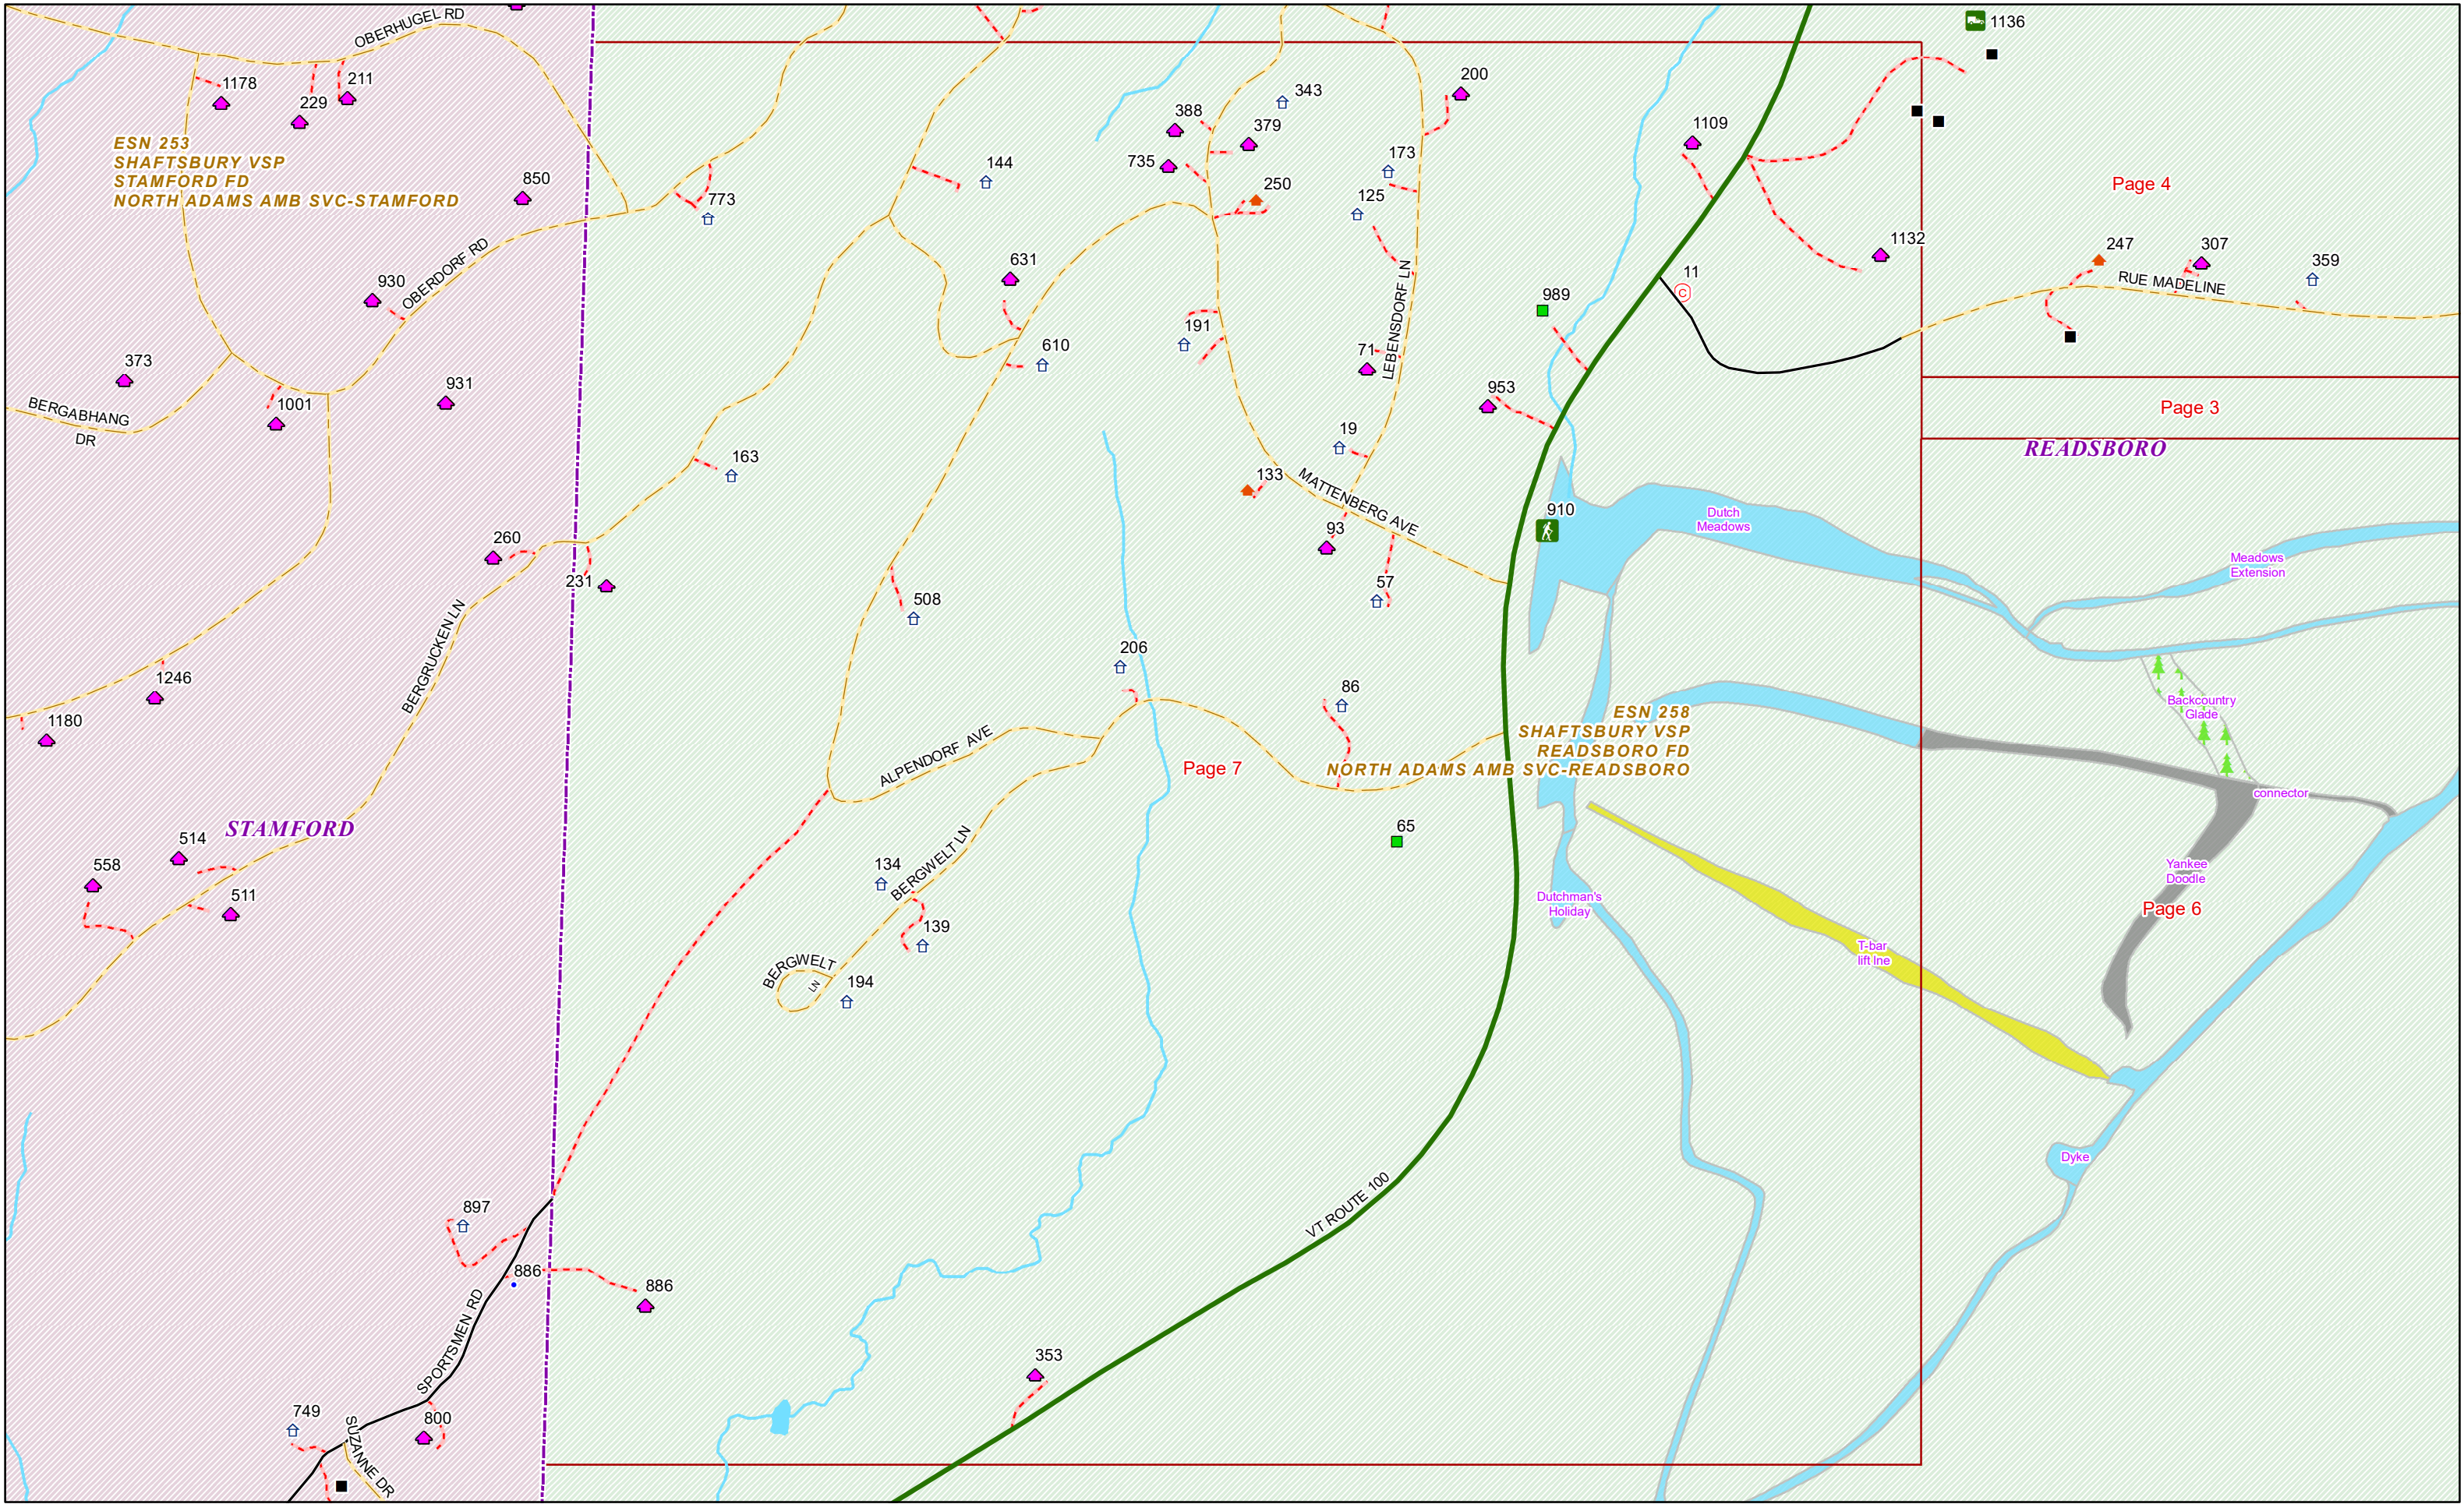 OBERHUGEL RD
1136
1178
211
229
200
343
388
379
1109
735
173
144
250
125
ESN 253
SHAFTSBURY VSP
STAMFORD FD
NORTH ADAMS AMB SVC-STAMFORD
850
773
Page 4
1132
247
307
359
RUE MADELINE
930
OBERDORF RD
631
11
C
989
LEBENSDORF LN
191
610
71
373
931
953
BERGABHANG
DR
1001
Page 3
READSBORO
19
163
133
MATTENBERG AVE
910
Dutch
Meadows
93
260
231
Meadows
Extension
57
508
BERGRUCKEN LN
206
1246
86
1180
ESN 258
SHAFTSBURY VSP
READSBORO FD
NORTH ADAMS AMB SVC-READSBORO
Backcountry
Glade
ALPENDORF AVE
Page 7
connector
STAMFORD
65
514
558
511
134
BERGWELT LN
139
Yankee
Doodle
Page 6
Dutchman's
Holiday
T-bar
lift lne
BERGWELT
LN
194
Dyke
897
VT ROUTE 100
886
886
SPORTSMEN RD
353
749
800
SUZANNE DR